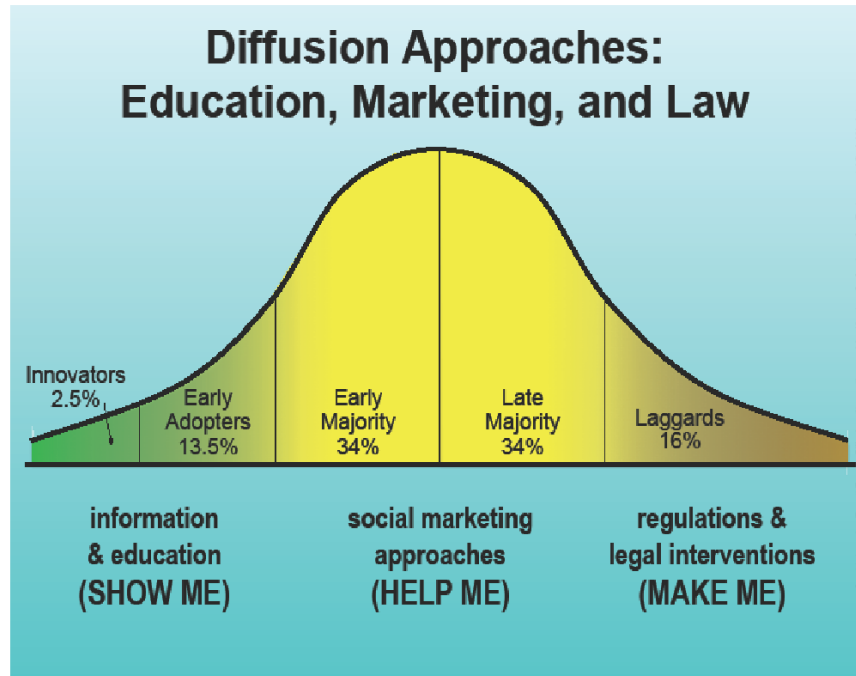 Diffusion Approaches:
Education, Marketing, and Law
Innovators
2.5%
Early
Adopters
13.5%
Early
Majority
34%
Late
Majority
34%
Laggards
16%
information
& education
(SHOW ME)
social marketing
approaches
(HELP ME)
regulations &
legal interventions
(MAKE ME)